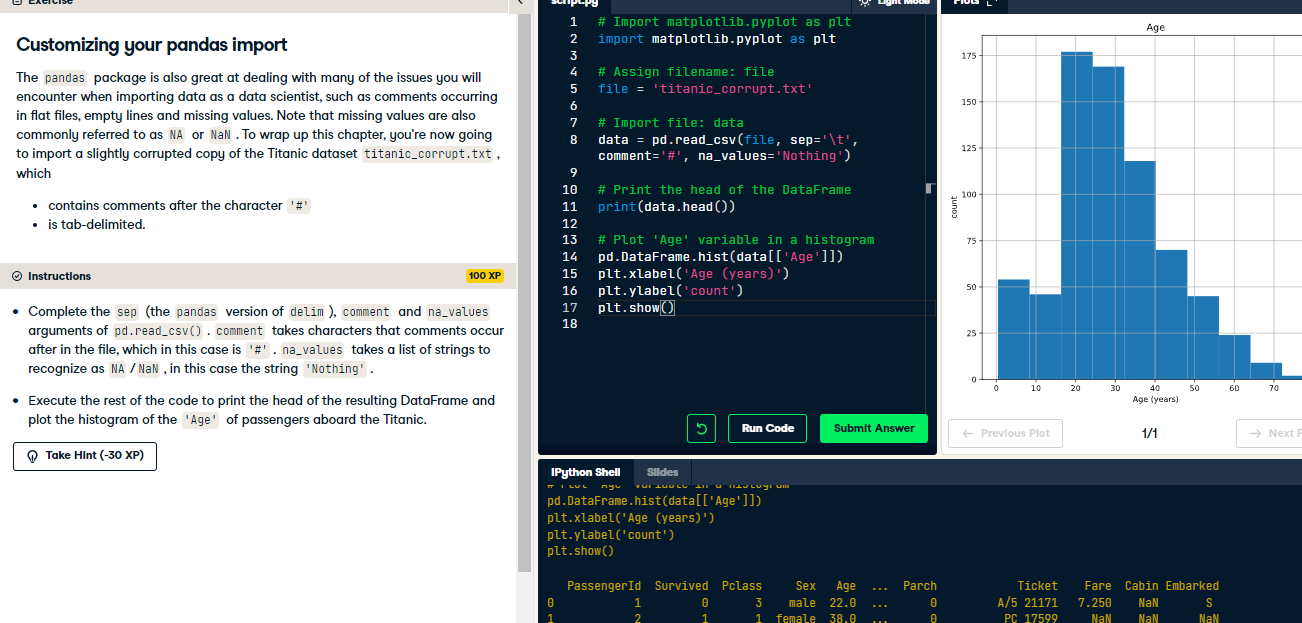 Exercise
Customizing your pandas import
The pandas package is also great at dealing with many of the issues you will
encounter when importing data as a data scientist, such as comments occurring
in flat files, empty lines and missing values. Note that missing values are also
commonly referred to as NA or NaN. To wrap up this chapter, you're now going
to import a slightly corrupted copy of the Titanic dataset titanic_corrupt.txt,
which
• contains comments after the character '#'
• is tab-delimited.
Instructions 100 XP
• Complete the sep (the pandas version of delim), comment and na_values
arguments of pd.read_csv(). comment takes characters that comments occur
after in the file, which in this case is '#'. na_values takes a list of strings to
recognize as NA/NaN, in this case the string 'Nothing'.
• Execute the rest of the code to print the head of the resulting DataFrame and
plot the histogram of the 'Age' of passengers aboard the Titanic.
Take Hint (-30 XP)
script.py Light Mode
1 # Import matplotlib.pyplot as plt
2 import matplotlib.pyplot as plt
3
4 # Assign filename: file
5 file = 'titanic_corrupt.txt'
6
7 # Import file: data
8 data = pd.read_csv(file, sep='\t',
comment='#', na_values='Nothing')
9
10 # Print the head of the DataFrame
11 print(data.head())
12
13 # Plot 'Age' variable in a histogram
14 pd.DataFrame.hist(data[['Age']])
15 plt.xlabel('Age (years)')
16 plt.ylabel('count')
17 plt.show()
18
Run Code Submit Answer
Plots
Age
175
150
125
100
75
50
25
0
count
0 10 20 30 40 50 60 70
Age (years)
Previous Plot 1/1 Next P
IPython Shell Slides
# Plot 'Age' variable in a histogram
pd.DataFrame.hist(data[['Age']])
plt.xlabel('Age (years)')
plt.ylabel('count')
plt.show()
PassengerId Survived Pclass Sex Age ... Parch Ticket Fare Cabin Embarked
0 1 0 3 male 22.0 ... 0 A/5 21171 7.250 NaN S
1 2 1 1 female 38.0 ... 0 PC 17599 NaN NaN NaN